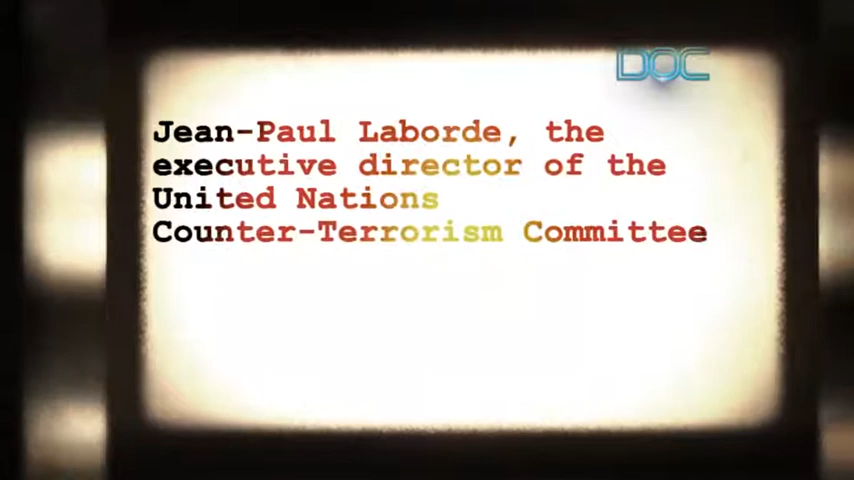 DOC
Jean-Paul Laborde, the
executive director of the
United Nations
Counter-Terrorism Committee